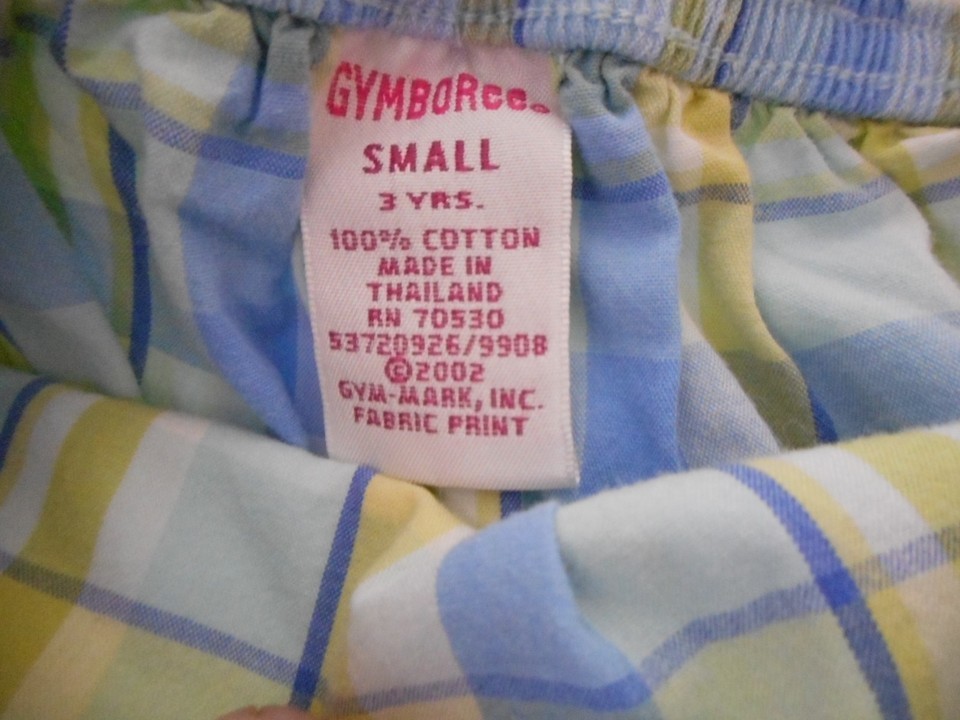 GYMBORee.
SMALL
3 YRS.
100% COTTON
MADE IN
THAILAND
RN 70530
53720926/9908
©2002
GYM-MARK, INC.
FABRIC PRINT